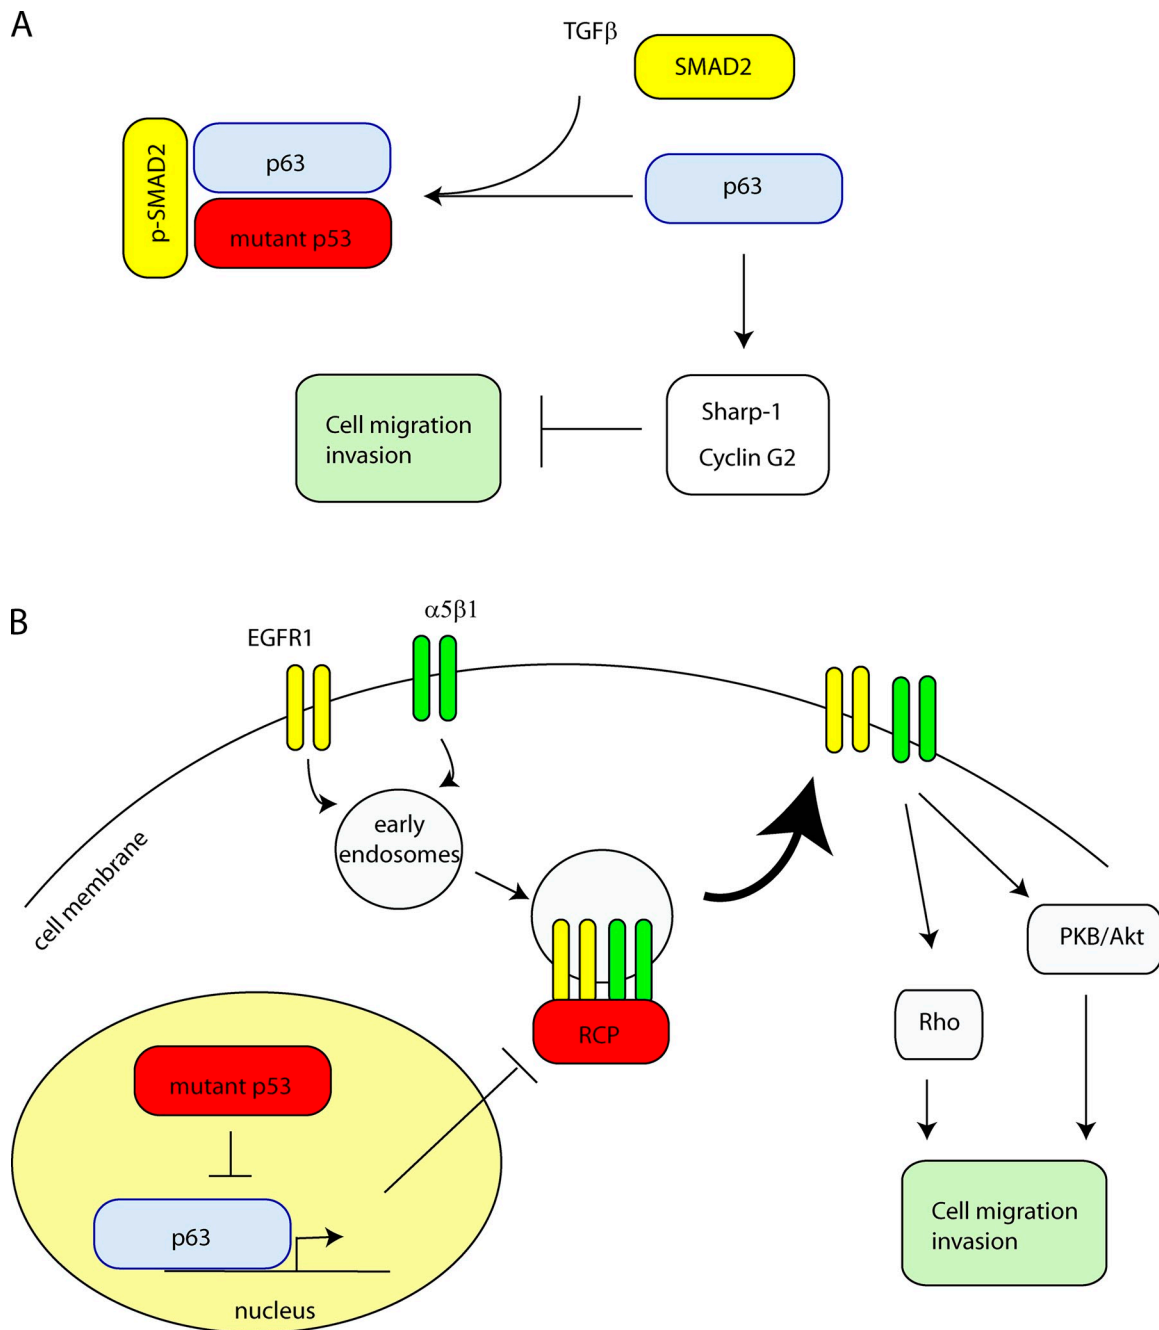 A
TGFβ
SMAD2
p-SMAD2
p63
mutant p53
p63
Cell migration
invasion
Sharp-1
Cyclin G2
B
EGFR1
α5β1
cell membrane
early
endosomes
RCP
PKB/Akt
Rho
mutant p53
p63
nucleus
Cell migration
invasion